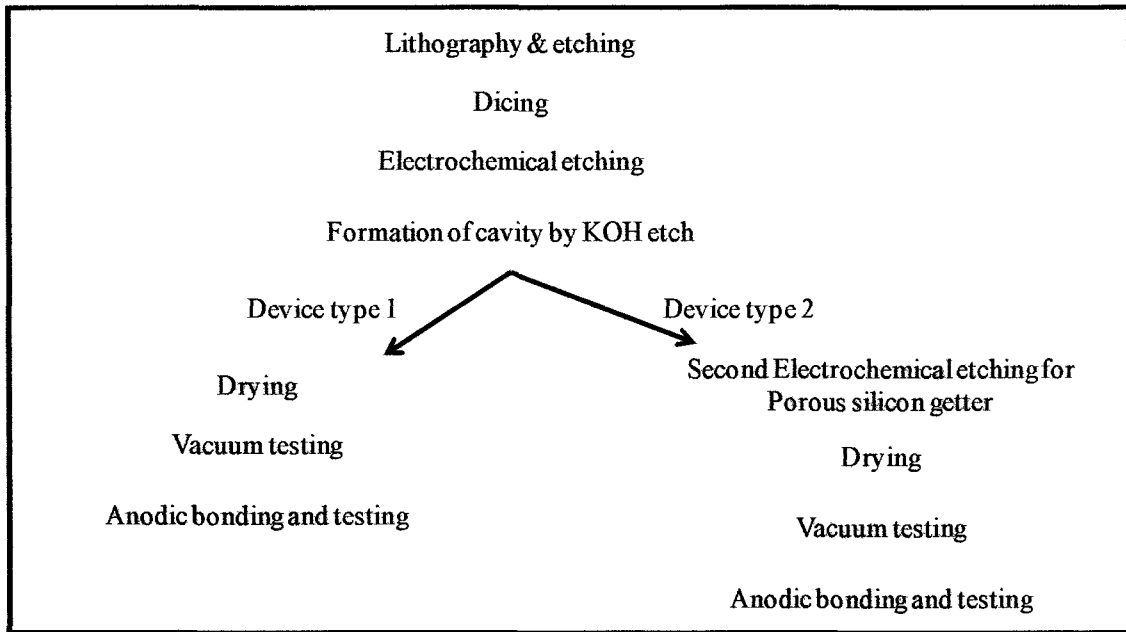 Lithography & etching
Dicing
Electrochemical etching
Formation of cavity by KOH etch
Device type 1
Drying
Vacuum testing
Anodic bonding and testing
Device type 2
Second Electrochemical etching for
Porous silicon getter
Drying
Vacuum testing
Anodic bonding and testing